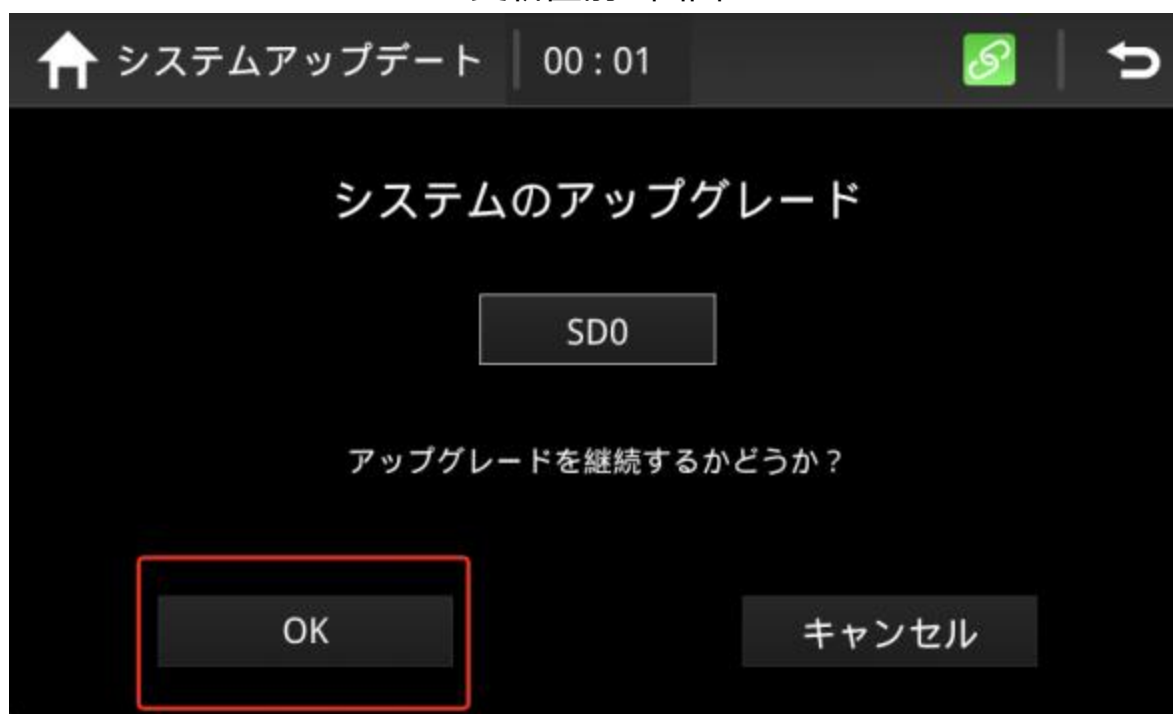 システムアップデート 00 : 01
システムのアップグレード
SD0
アップグレードを継続するかどうか？
OK キャンセル